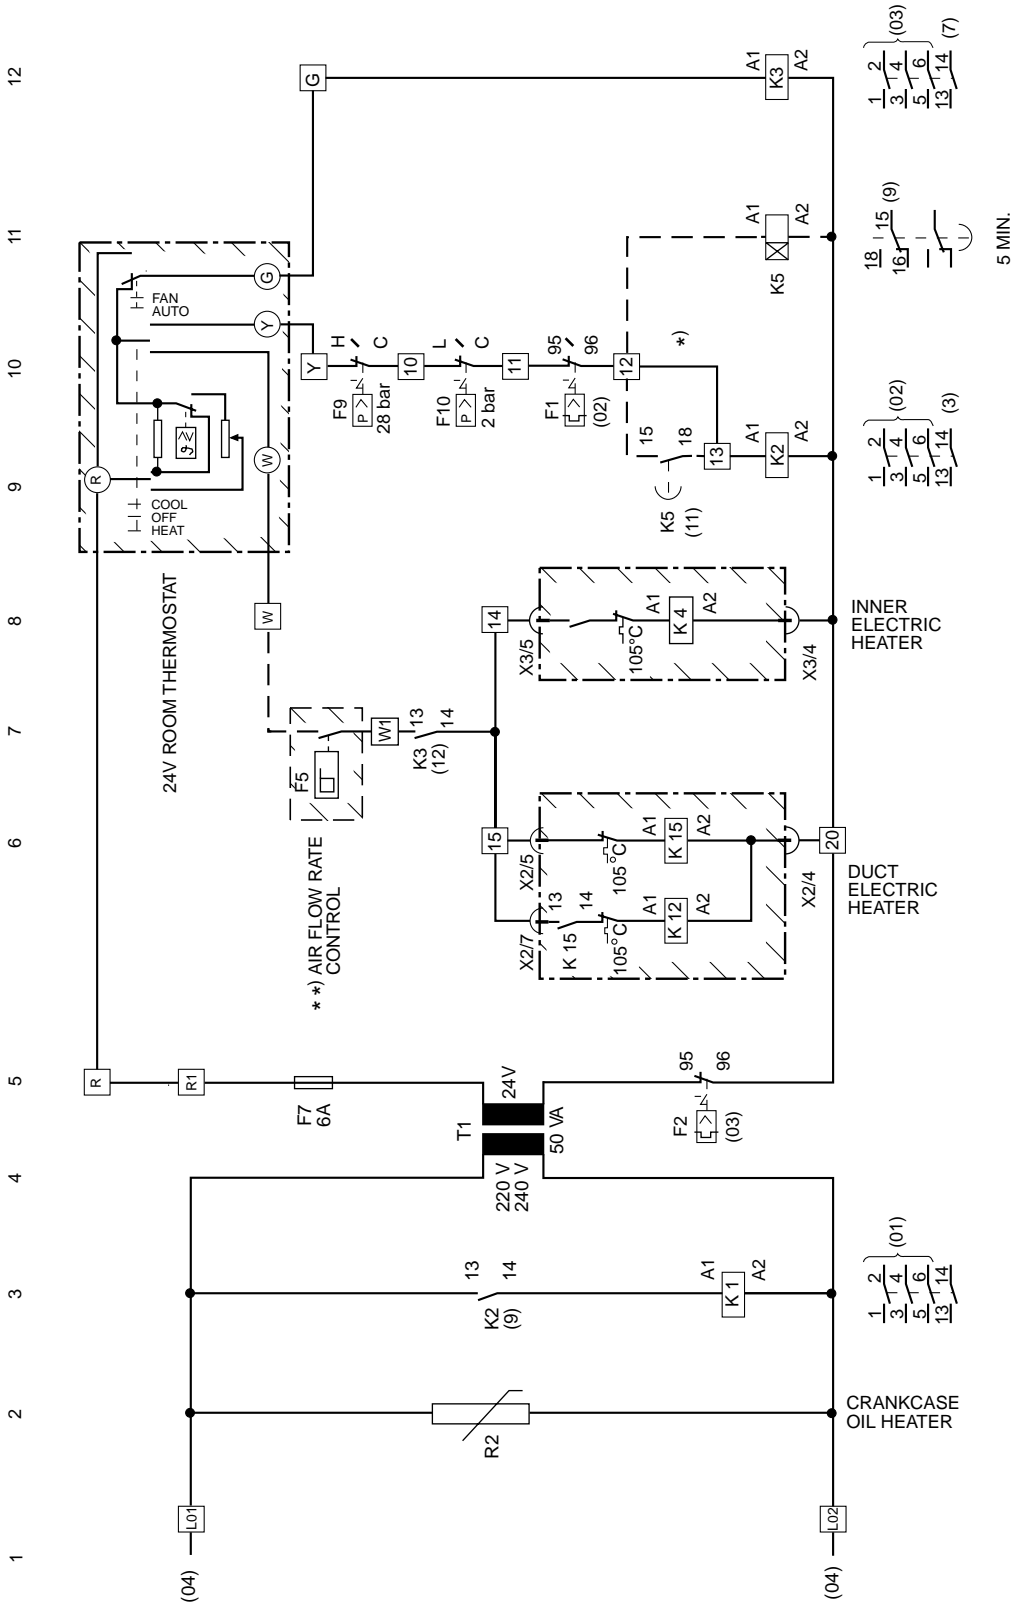 1
2
3
4
5
6
7
8
9
10
11
12
(04)
L01
L02
(04)
R2
CRANKCASE
OIL HEATER
13
14
K2
(9)
A1
K 1
A2
1 2
3 4
5 6
13 14
(01)
220 V
240 V
T1
24V
50 VA
R
R1
F7
6A
F2
(03)
95
96
* *) AIR FLOW RATE
CONTROL
F5
W1
13
14
K3
(12)
15
X2/7
X2/5
13
14
K 15
105°C
105°C
A1
K 12
A2
A1
K 15
A2
X2/4
20
DUCT
ELECTRIC
HEATER
14
X3/5
105°C
A1
K 4
A2
X3/4
INNER
ELECTRIC
HEATER
24V ROOM THERMOSTAT
R
COOL
OFF
HEAT
W
W
FAN
AUTO
Y
G
Y
H
C
F9
P >
28 bar
10
L
C
F10
P >
2 bar
11
95
96
F1
(02)
12
*)
15
18
K5
(11)
13
A1
K2
A2
1 2
3 4
5 6
13 14
(02)
(3)
A1
K5
A2
18
16
15
(9)
5 MIN.
G
A1
K3
A2
1 2
3 4
5 6
13 14
(03)
(7)